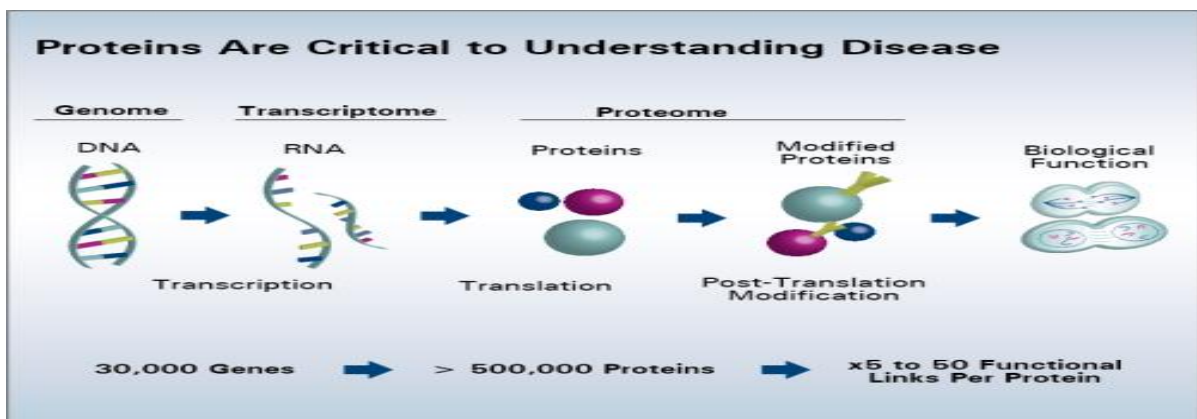 Proteins Are Critical to Understanding Disease
Genome
Transcriptome
Proteome
DNA
RNA
Proteins
Modified
Proteins
Biological
Function
Transcription
Translation
Post-Translation
Modification
30,000 Genes
> 500,000 Proteins
x5 to 50 Functional
Links Per Protein